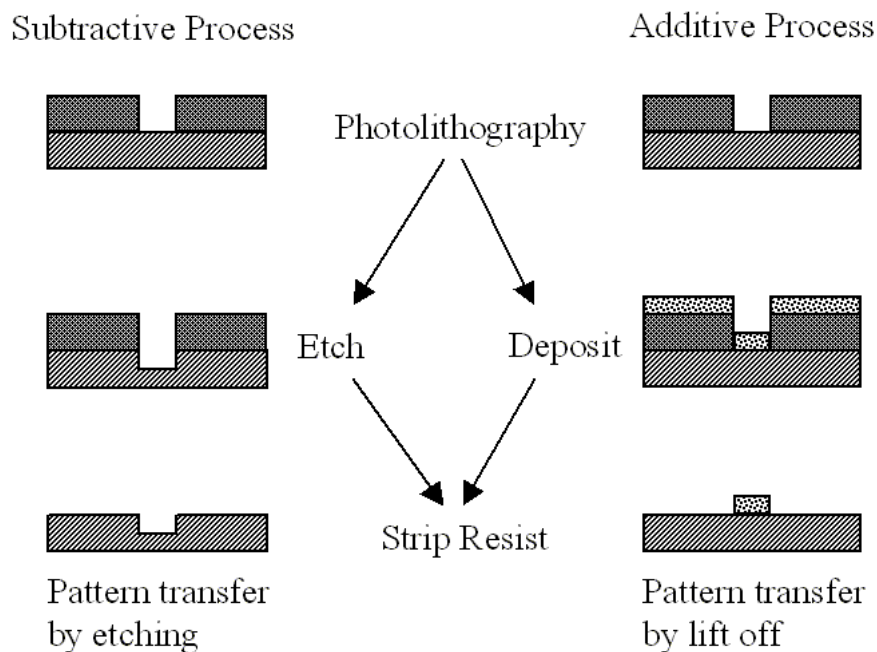 Subtractive Process
Additive Process
Photolithography
Etch
Deposit
Strip Resist
Pattern transfer
by etching
Pattern transfer
by lift off